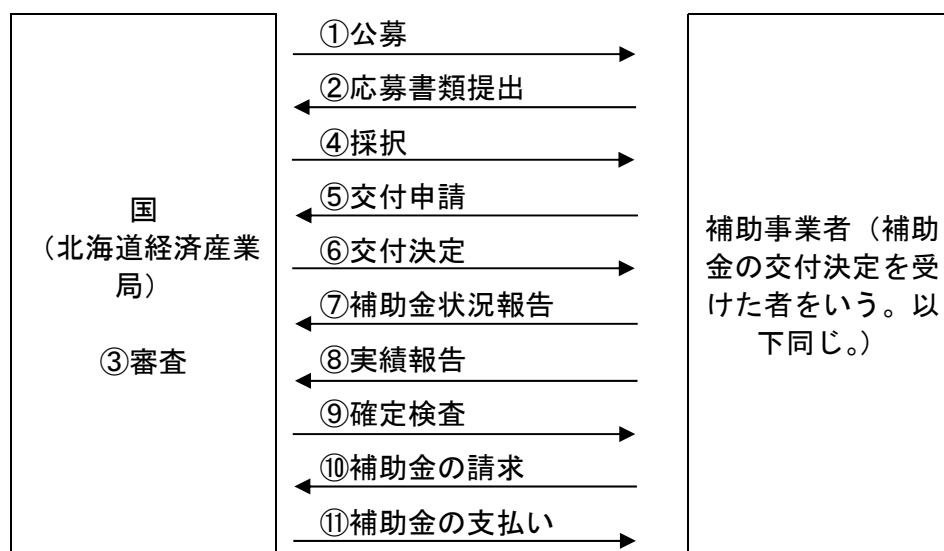 国
（北海道経済産業
局）
③審査
①公募
②応募書類提出
④採択
⑤交付申請
⑥交付決定
⑦補助金状況報告
⑧実績報告
⑨確定検査
⑩補助金の請求
⑪補助金の支払い
補助事業者（補助
金の交付決定を受
けた者をいう。以
下同じ。）